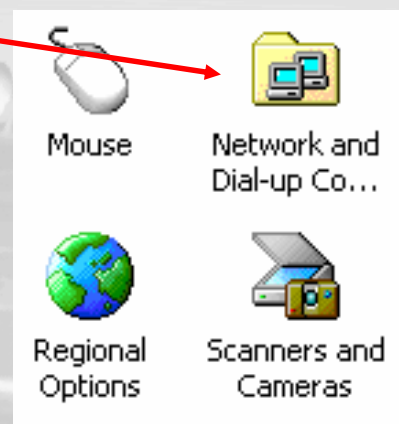 Mouse
Network and
Dial-up Co...
Regional
Options
Scanners and
Cameras